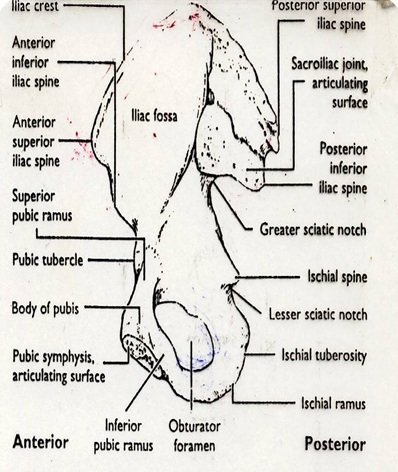 Iliac crest
Anterior
inferior
iliac spine
Anterior
superior
iliac spine
Superior
pubic ramus
Pubic tubercle
Body of pubis
Pubic symphysis,
articulating surface
Iliac fossa
Posterior superior
iliac spine
Sacroiliac joint,
articulating
surface
Posterior
inferior
iliac spine
Greater sciatic notch
Ischial spine
Lesser sciatic notch
Ischial tuberosity
Ischial ramus
Inferior
pubic ramus
Obturator
foramen
Anterior
Posterior